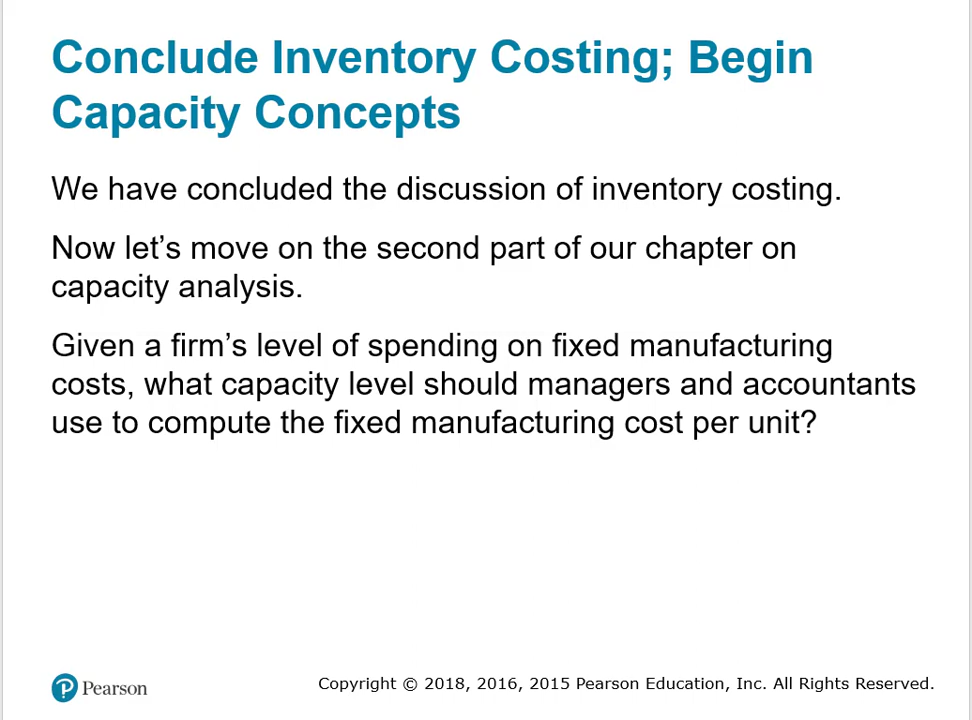 Conclude Inventory Costing; Begin
Capacity Concepts
We have concluded the discussion of inventory costing.
Now let’s move on the second part of our chapter on
capacity analysis.
Given a firm’s level of spending on fixed manufacturing
costs, what capacity level should managers and accountants
use to compute the fixed manufacturing cost per unit?
Pearson
Copyright © 2018, 2016, 2015 Pearson Education, Inc. All Rights Reserved.